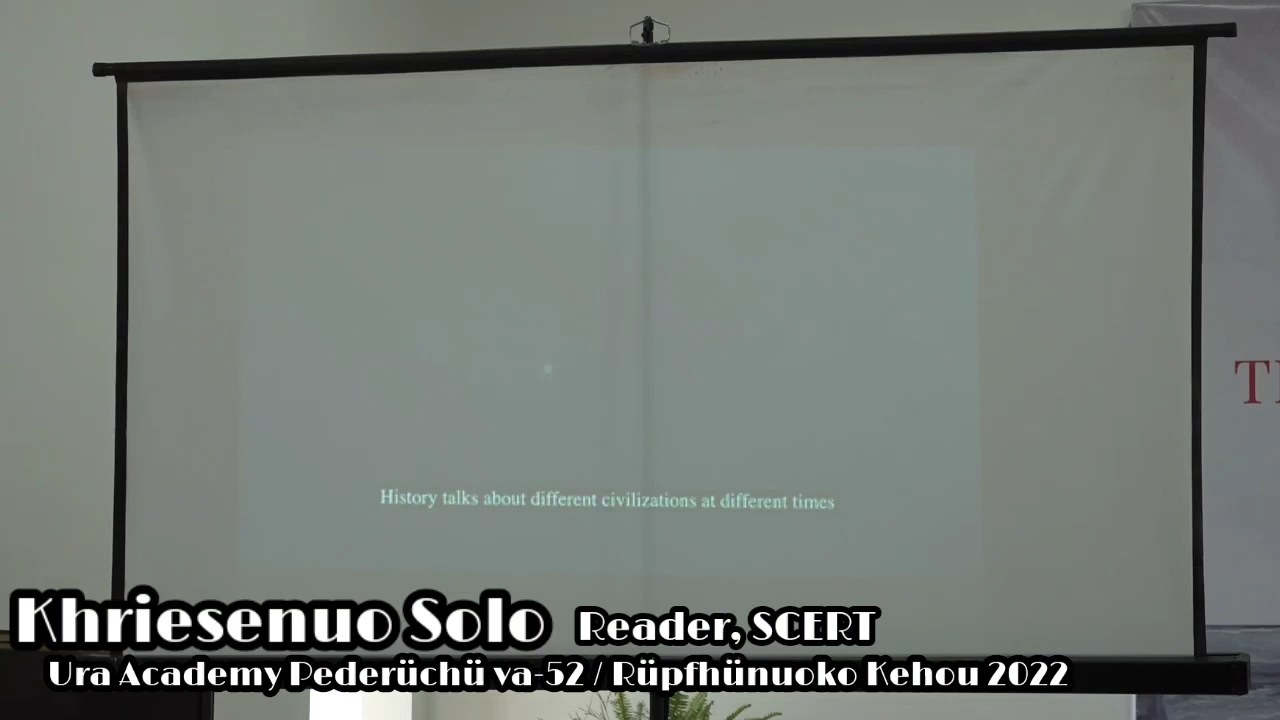 History talks about different civilizations at different times
Khriesenuo Solo Reader, SCERT
Ura Academy Pederüchü va-52 / Rüpfhünuoko Kehou 2022